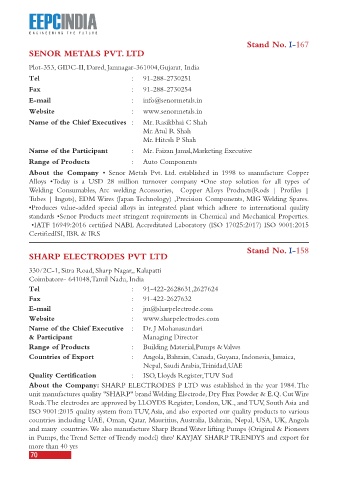 EEPCINDIA
ENGINEERING THE FUTURE
Stand No. I-167
SENOR METALS PVT. LTD
Plot-353, GIDC-II, Dared, Jamnagar-361004, Gujarat, India
Tel : 91-288-2730251
Fax : 91-288-2730254
E-mail : info@senormetals.in
Website : www.senormetals.in
Name of the Chief Executives : Mr. Rasikbhai C Shah
Mr. Atul R Shah
Mr. Hitesh P Shah
Name of the Participant : Mr. Faizan Jamal, Marketing Executive
Range of Products : Auto Components
About the Company • Senor Metals Pvt. Ltd. established in 1998 to manufacture Copper
Alloys •Today is a USD 28 million turnover company •One stop solution for all types of
Welding Consumables, Arc welding Accessories, Copper Alloys Products(Rods | Profiles |
Tubes | Ingots), EDM Wires (Japan Technology) ,Precision Components, MIG Welding Spares.
•Produces value-added special alloys in integrated plant which adhere to international quality
standards •Senor Products meet stringent requirements in Chemical and Mechanical Properties.
•IATF 16949:2016 certified NABL Accreditated Laboratory (ISO 17025:2017) ISO 9001:2015
CertifiedISI, IBR & IRS.
Stand No. I-158
SHARP ELECTRODES PVT LTD
330/2C-1, Sitra Road, Sharp Nagar,, Kalapatti
Coimbatore- 641048, Tamil Nadu, India
Tel : 91-422-2628631,2627624
Fax : 91-422-2627632
E-mail : jm@sharpelectrode.com
Website : www.sharpelectrodes.com
Name of the Chief Executive : Dr. J Mohanasundari
& Participant Managing Director
Range of Products : Building Material,Pumps & Valves
Countries of Export : Angola, Bahrain, Canada, Guyana, Indonesia, Jamaica,
Nepal, Saudi Arabia,Trinidad,UAE
Quality Certification : ISO, Lloyds Register, TUV Sud
About the Company: SHARP ELECTRODES P LTD was established in the year 1984. The
unit manufactures quality "SHARP" brand Welding Electrode, Dry Flux Powder & E.Q. Cut Wire
Rods. The electrodes are approved by LLOYDS Register, London, UK., and TUV, South Asia and
ISO 9001:2015 quality system from TUV, Asia, and also exported our quality products to various
countries including UAE, Oman, Qatar, Mauritius, Australia, Bahrain, Nepal, USA, UK, Angola
and many countries. We also manufacture Sharp Brand Water lifting Pumps (Original & Pioneers
in Pumps, the Trend Setter of Trendy model) thro' KAYJAY SHARP TRENDYS and export for
more than 40 yrs
70